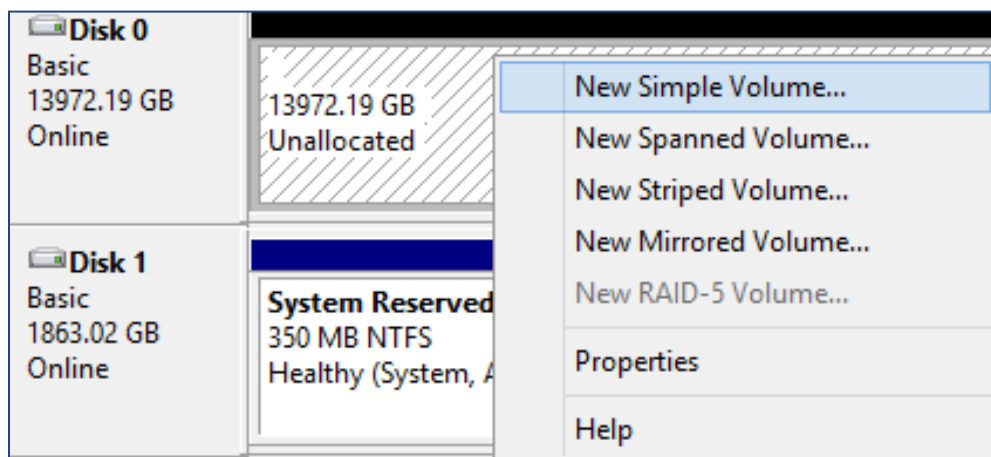 Disk 0
Basic
13972.19 GB
Online
13972.19 GB
Unallocated
Disk 1
Basic
1863.02 GB
Online
System Reserved
350 MB NTFS
Healthy (System, A
New Simple Volume...
New Spanned Volume...
New Striped Volume...
New Mirrored Volume...
New RAID-5 Volume...
Properties
Help